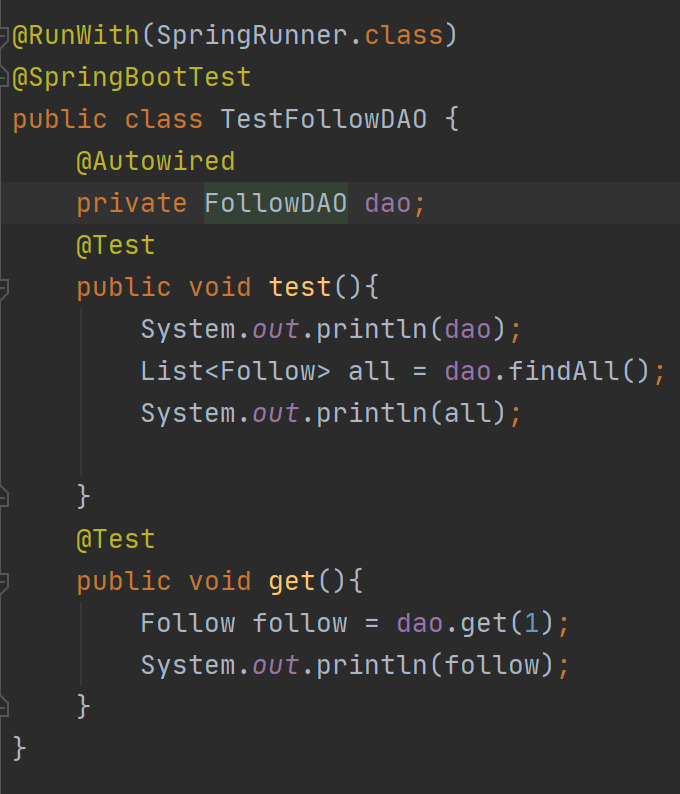 @RunWith(SpringRunner.class)
@SpringBootTest
public class TestFollowDAO {
    @Autowired
    private FollowDAO dao;
    @Test
    public void test(){
        System.out.println(dao);
        List<Follow> all = dao.findAll();
        System.out.println(all);
    }
    @Test
    public void get(){
        Follow follow = dao.get(1);
        System.out.println(follow);
    }
}